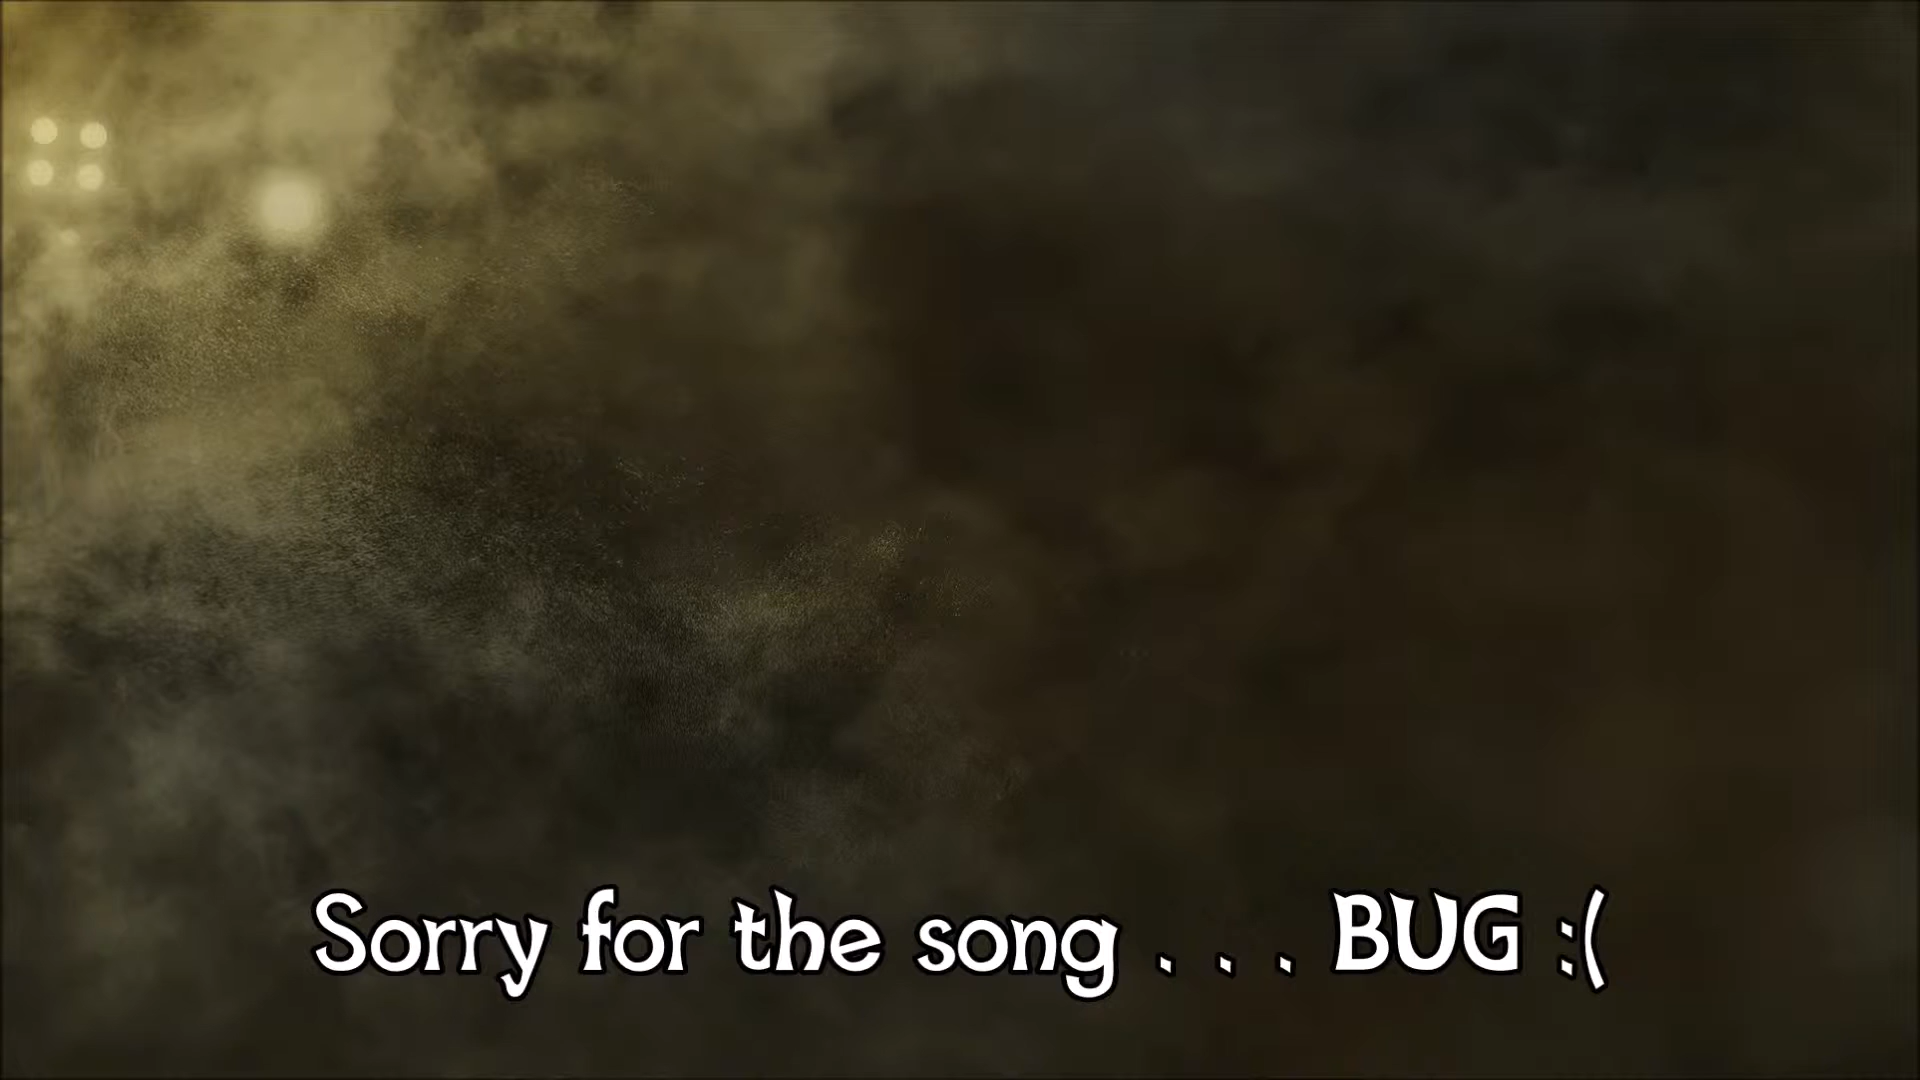 Sorry for the song . . . BUG :(